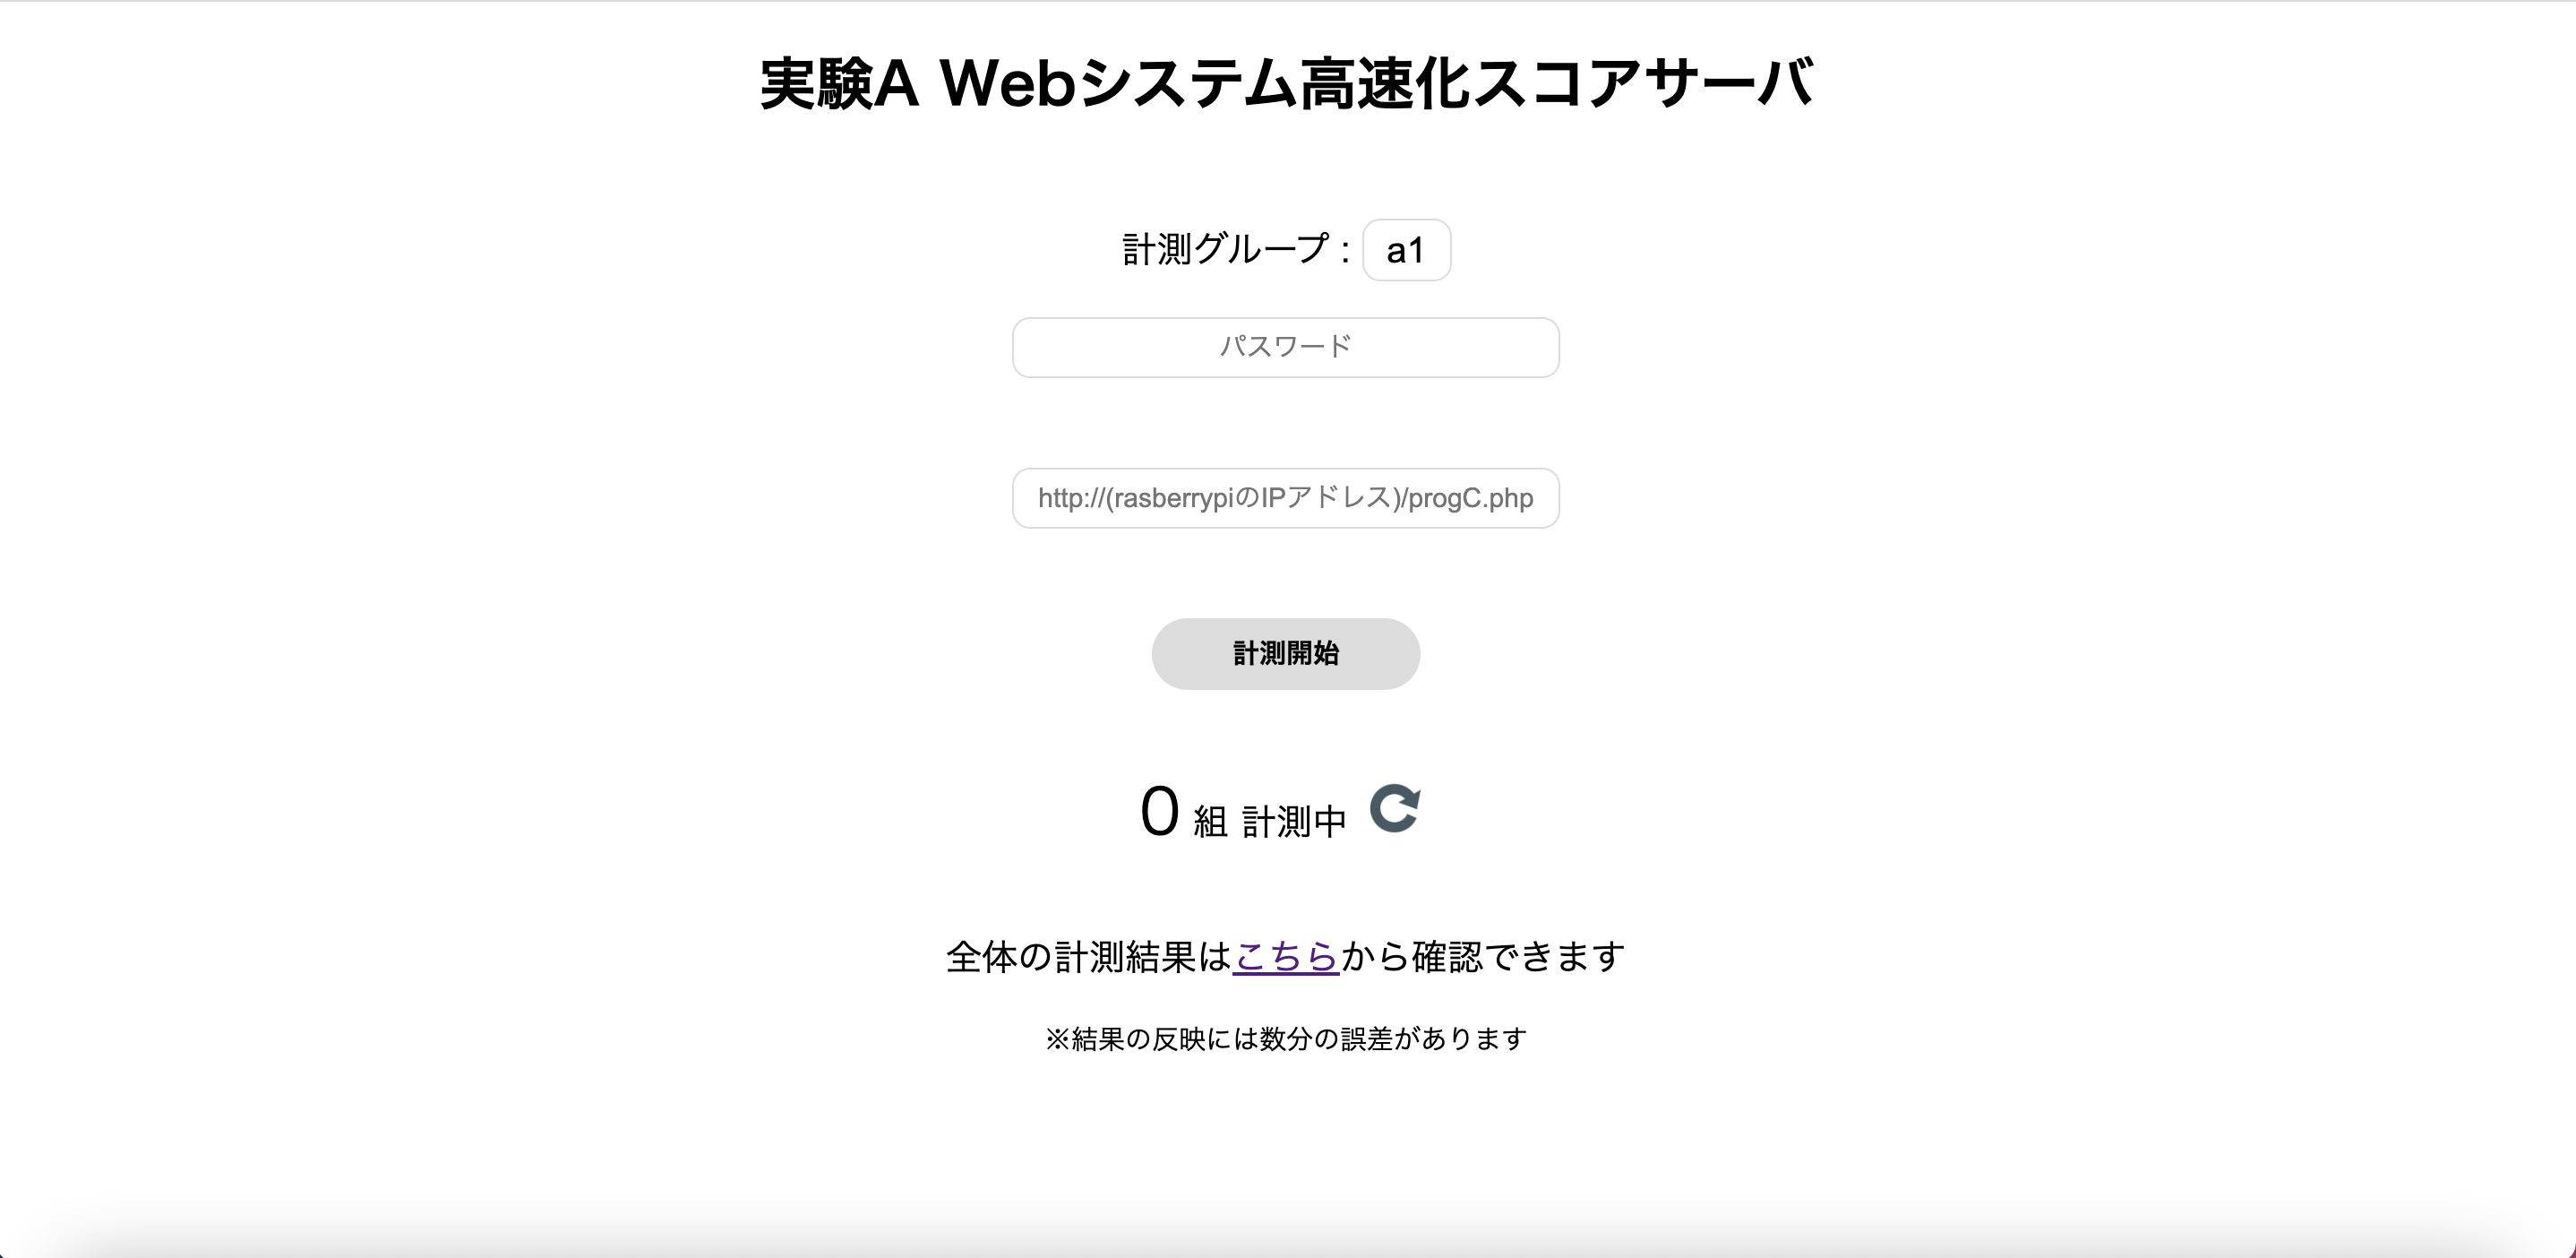 実験A Webシステム高速化スコアサーバ
計測グループ : a1
パスワード
http://(rasberrypiのIPアドレス)/progC.php
計測開始
0 組 計測中
全体の計測結果はこちらから確認できます
※結果の反映には数分の誤差があります